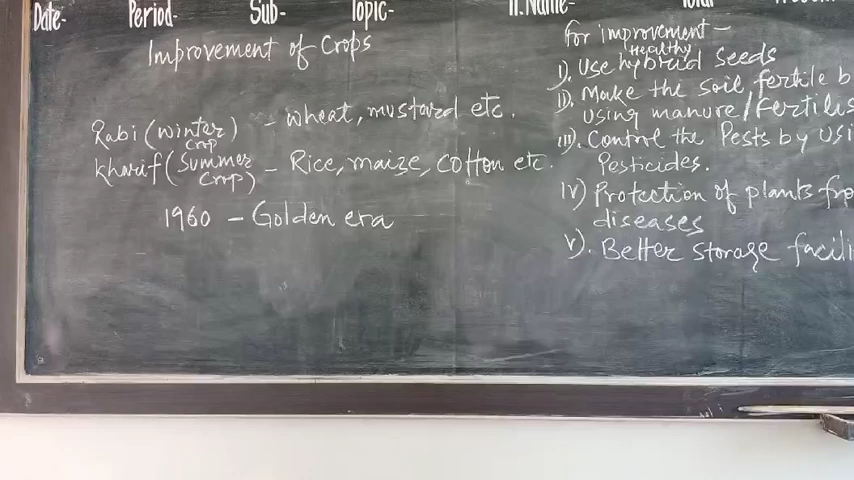 Date- Period- Sub- Topic- Name-
Improvement of Crops
Rabi (winter crop) - wheat, mustard etc.
Kharif (Summer crop) - Rice, maize, cotton etc.
1960 - Golden era
for improvement -
i). Use healthy hybrid seeds
ii). Make the soil fertile b
using manure/Fertilis
iii). Control the Pests by usi
Pesticides.
iv) Protection of plants fro
diseases
v). Better storage facili